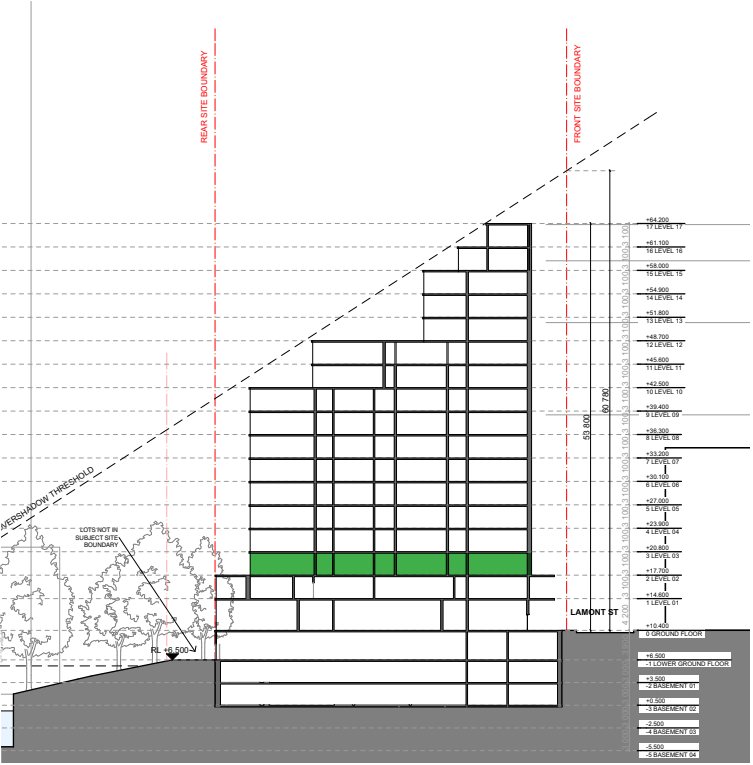 REAR SITE BOUNDARY
FRONT SITE BOUNDARY
VERSHADOW THRESHOLD
LOTS NOT IN
SUBJECT SITE
BOUNDARY
RL +6.500
LAMONT ST
53 800
60 780
+64.200
17 LEVEL 17
+61.100
16 LEVEL 16
+58.000
15 LEVEL 15
+54.900
14 LEVEL 14
+51.800
13 LEVEL 13
+48.700
12 LEVEL 12
+45.600
11 LEVEL 11
+42.500
10 LEVEL 10
+39.400
9 LEVEL 09
+36.300
8 LEVEL 08
+33.200
7 LEVEL 07
+30.100
6 LEVEL 06
+27.000
5 LEVEL 05
+23.900
4 LEVEL 04
+20.800
3 LEVEL 03
+17.700
2 LEVEL 02
+14.600
1 LEVEL 01
+10.400
0 GROUND FLOOR
+6.500
-1 LOWER GROUND FLOOR
+3.500
-2 BASEMENT 01
+0.500
-3 BASEMENT 02
-2.500
-4 BASEMENT 03
-5.500
-5 BASEMENT 04